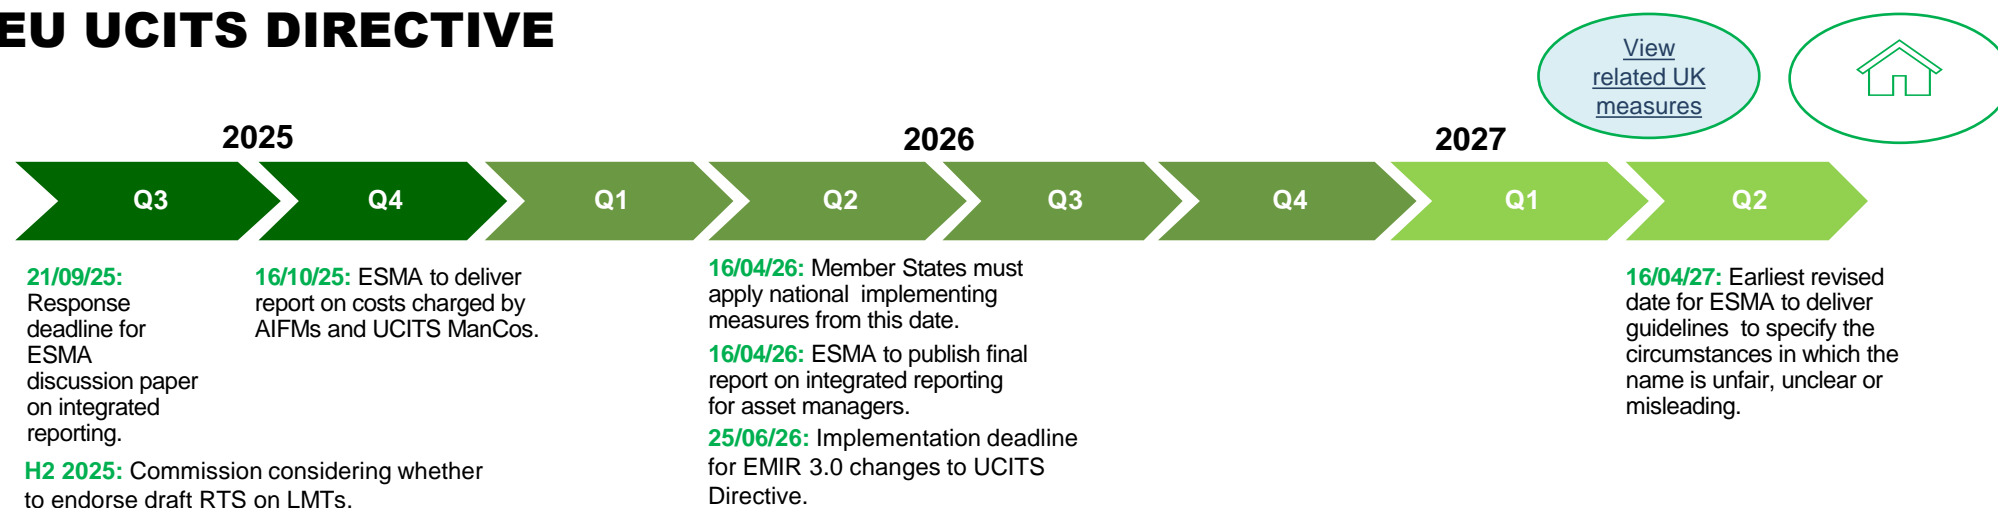 EU UCITS DIRECTIVE
View
related UK
measures
2025
2026
2027
Q3
Q4
Q1
Q2
Q3
Q4
Q1
Q2
21/09/25:
Response
deadline for
ESMA
discussion paper
on integrated
reporting.
H2 2025: Commission considering whether
to endorse draft RTS on LMTs.
16/10/25: ESMA to deliver
report on costs charged by
AIFMs and UCITS ManCos.
16/04/26: Member States must
apply national implementing
measures from this date.
16/04/26: ESMA to publish final
report on integrated reporting
for asset managers.
25/06/26: Implementation deadline
for EMIR 3.0 changes to UCITS
Directive.
16/04/27: Earliest revised
date for ESMA to deliver
guidelines to specify the
circumstances in which the
name is unfair, unclear or
misleading.